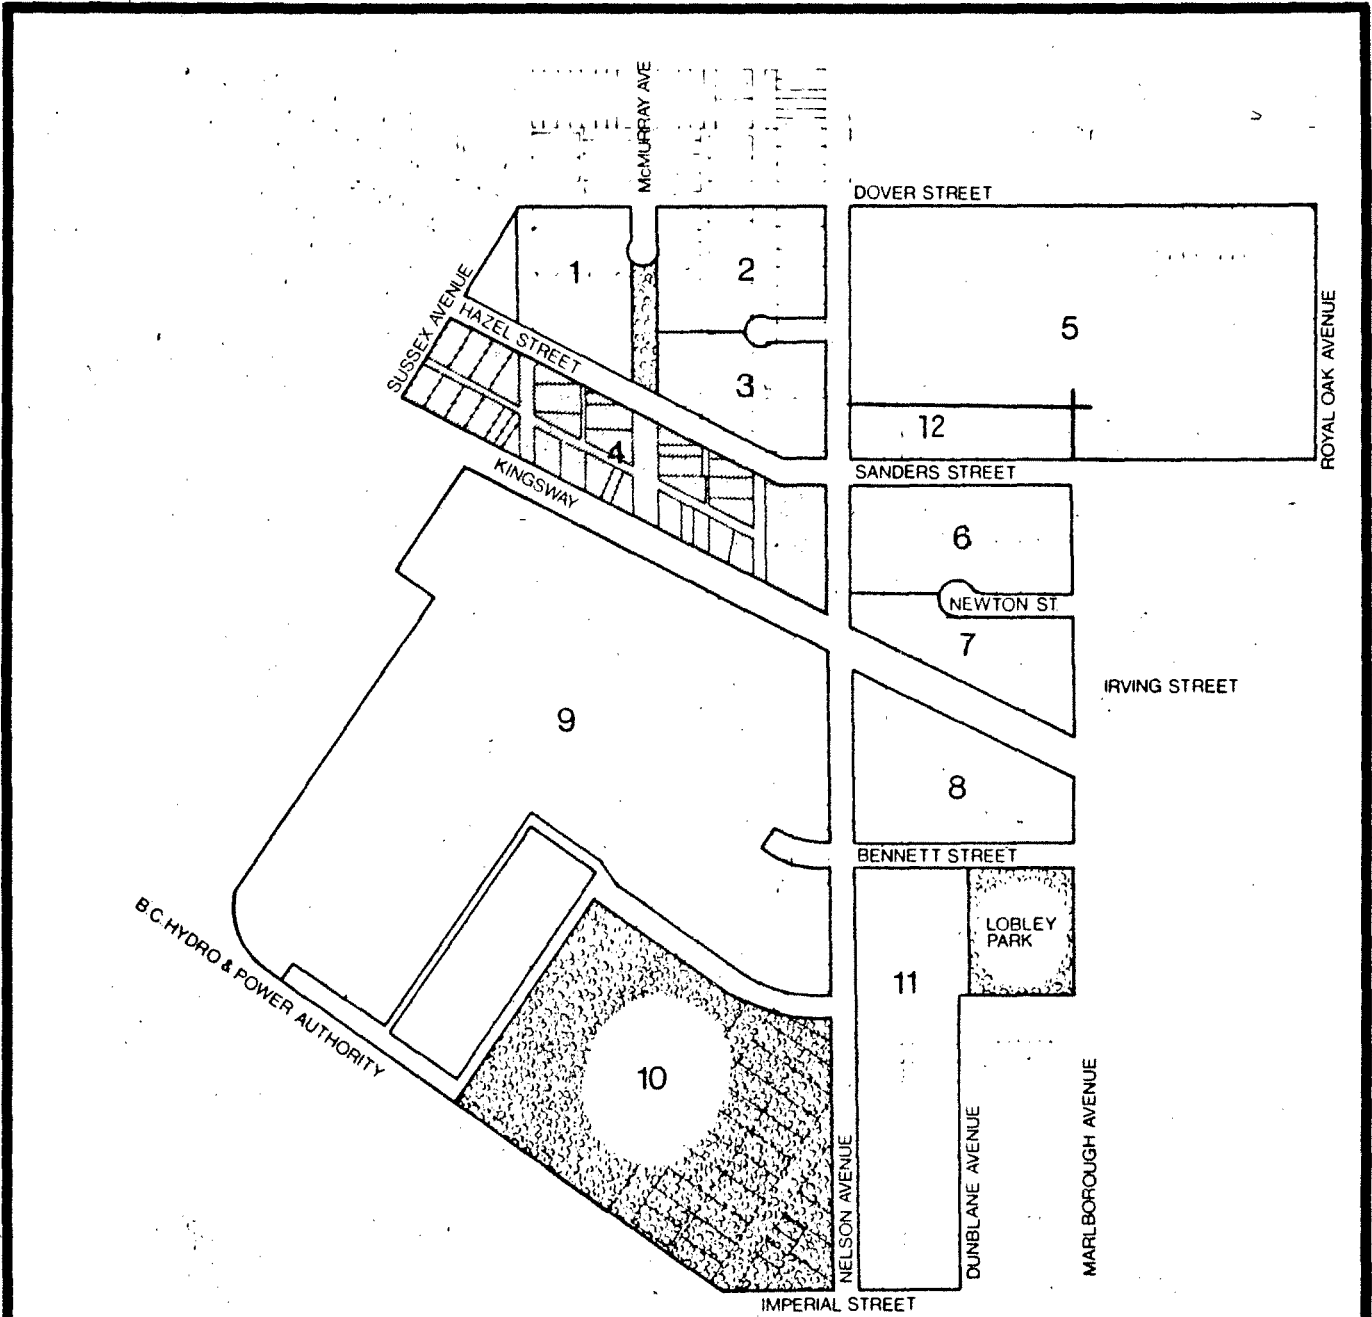 McMURRAY AVE
DOVER STREET
1
2
SUSSEX AVENUE
HAZEL STREET
5
ROYAL OAK AVENUE
3
12
4
KINGSWAY
SANDERS STREET
6
NEWTON ST.
7
IRVING STREET
9
8
BENNETT STREET
B.C. HYDRO & POWER AUTHORITY
LOBLEY
PARK
11
10
NELSON AVENUE
DUNBLANE AVENUE
MARLBOROUGH AVENUE
IMPERIAL STREET